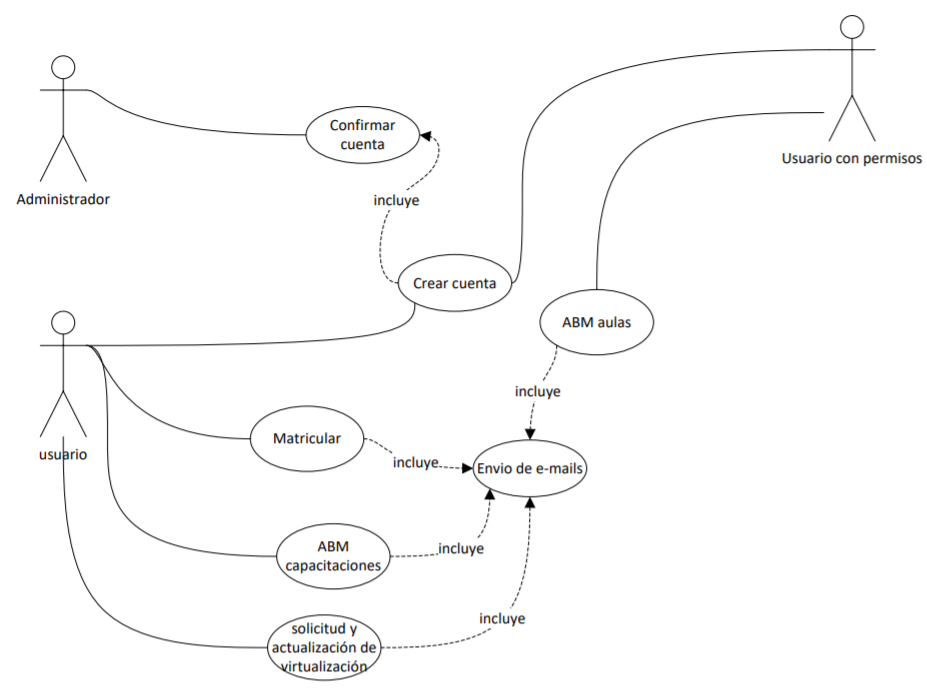 Usuario con permisos
Administrador
Confirmar
cuenta
incluye
Crear cuenta
ABM aulas
incluye
usuario
Matricular
incluye
Envio de e-mails
ABM
capacitaciones
incluye
incluye
solicitud y
actualización de
virtualización